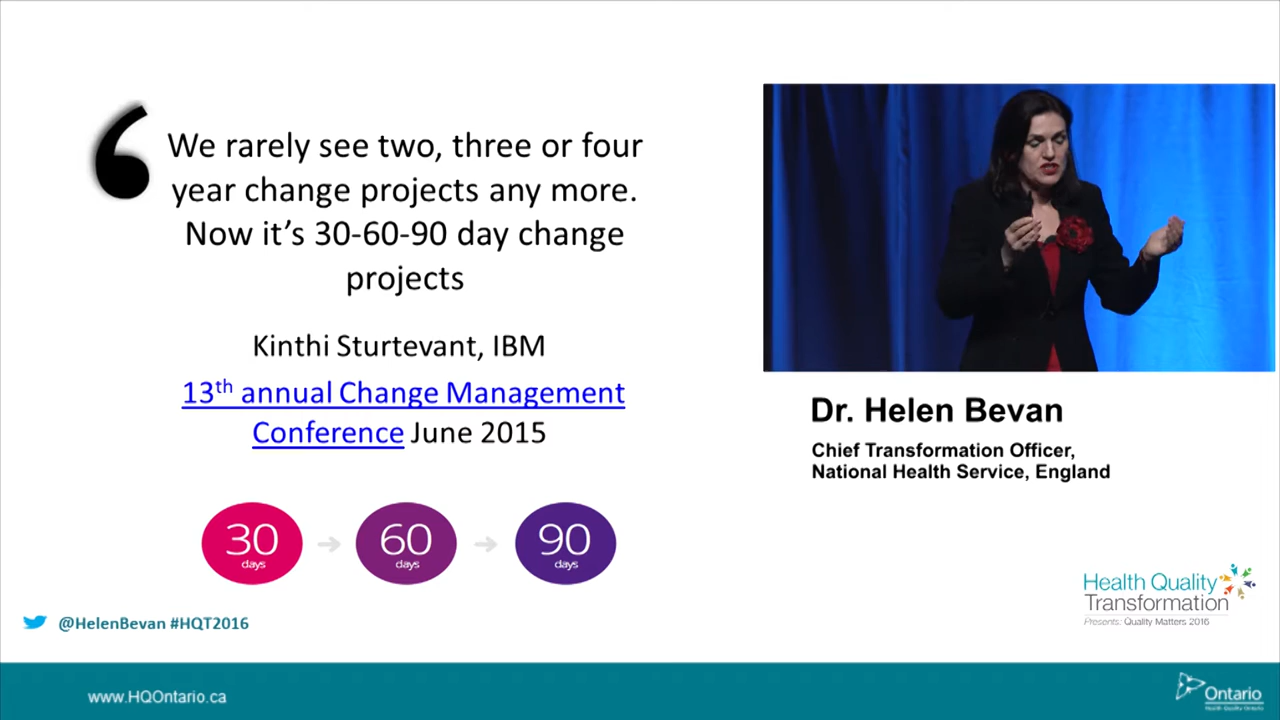 We rarely see two, three or four
year change projects any more.
Now it’s 30-60-90 day change
projects
Kinthi Sturtevant, IBM
13th annual Change Management
Conference June 2015
30
days
60
days
90
days
@HelenBevan #HQT2016
Dr. Helen Bevan
Chief Transformation Officer,
National Health Service, England
Health Quality
Transformation
Presents: Quality Matters 2016
www.HQOntario.ca
Ontario
Health Quality Ontario